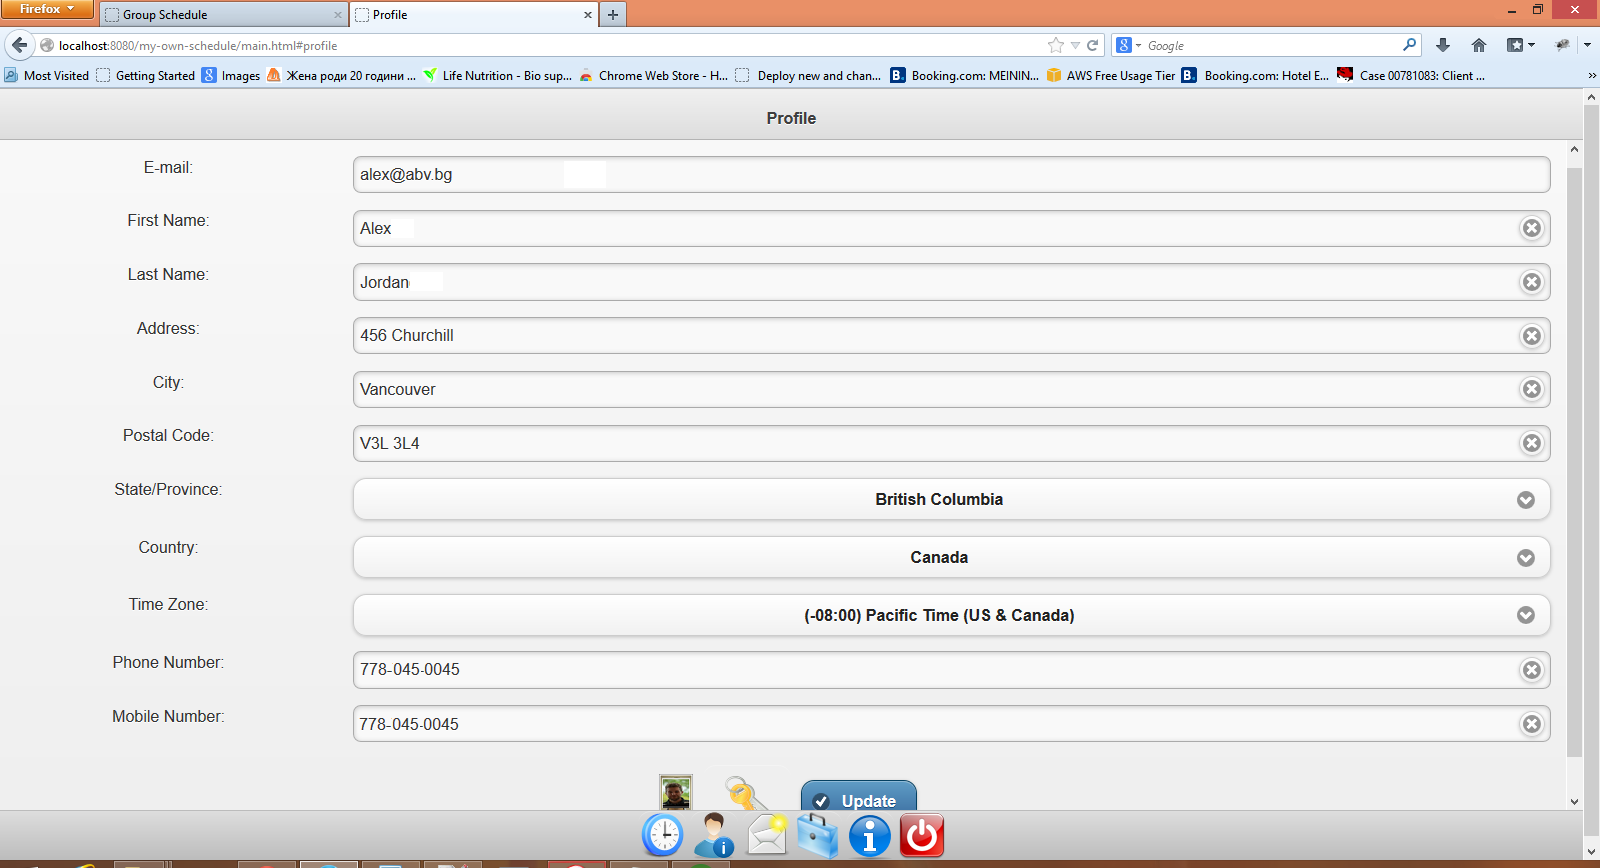 Firefox
Group Schedule
Profile
localhost:8080/my-own-schedule/main.html#profile
Google
Most Visited Getting Started Images Жена роди 20 години ... Life Nutrition - Bio sup... Chrome Web Store - H... Deploy new and chan... Booking.com: MEININ... AWS Free Usage Tier Booking.com: Hotel E... Case 00781083: Client ...
Profile
E-mail: alex@abv.bg
First Name: Alex
Last Name: Jordan
Address: 456 Churchill
City: Vancouver
Postal Code: V3L 3L4
State/Province: British Columbia
Country: Canada
Time Zone: (-08:00) Pacific Time (US & Canada)
Phone Number: 778-045-0045
Mobile Number: 778-045-0045
Update